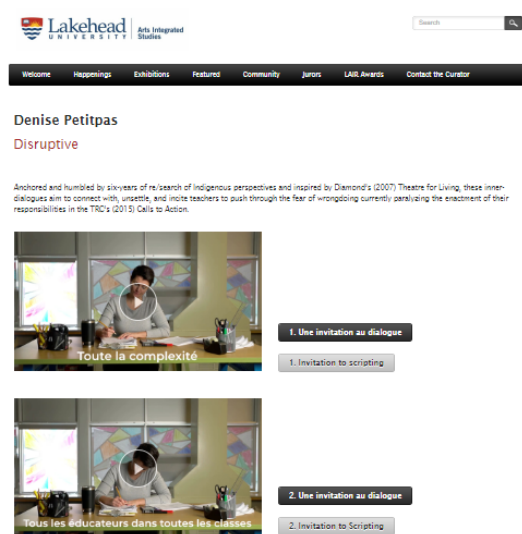 Lakehead
UNIVERSITY
Arts Integrated
Studies
Search
Welcome Happenings Exhibitions Featured Community Jurors LAIR Awards Contact the Curator
Denise Petitpas
Disruptive
Anchored and humbled by six-years of re/search of Indigenous perspectives and inspired by Diamond's (2007) Theatre for Living, these inner-
dialogues aim to connect with, unsettle, and incite teachers to push through the fear of wrongdoing currently paralyzing the enactment of their
responsibilities in the TRC's (2015) Calls to Action.
Toute la complexité
1. Une invitation au dialogue
1. Invitation to scripting
Tous les éducateurs dans toutes les classes
2. Une invitation au dialogue
2. Invitation to Scripting